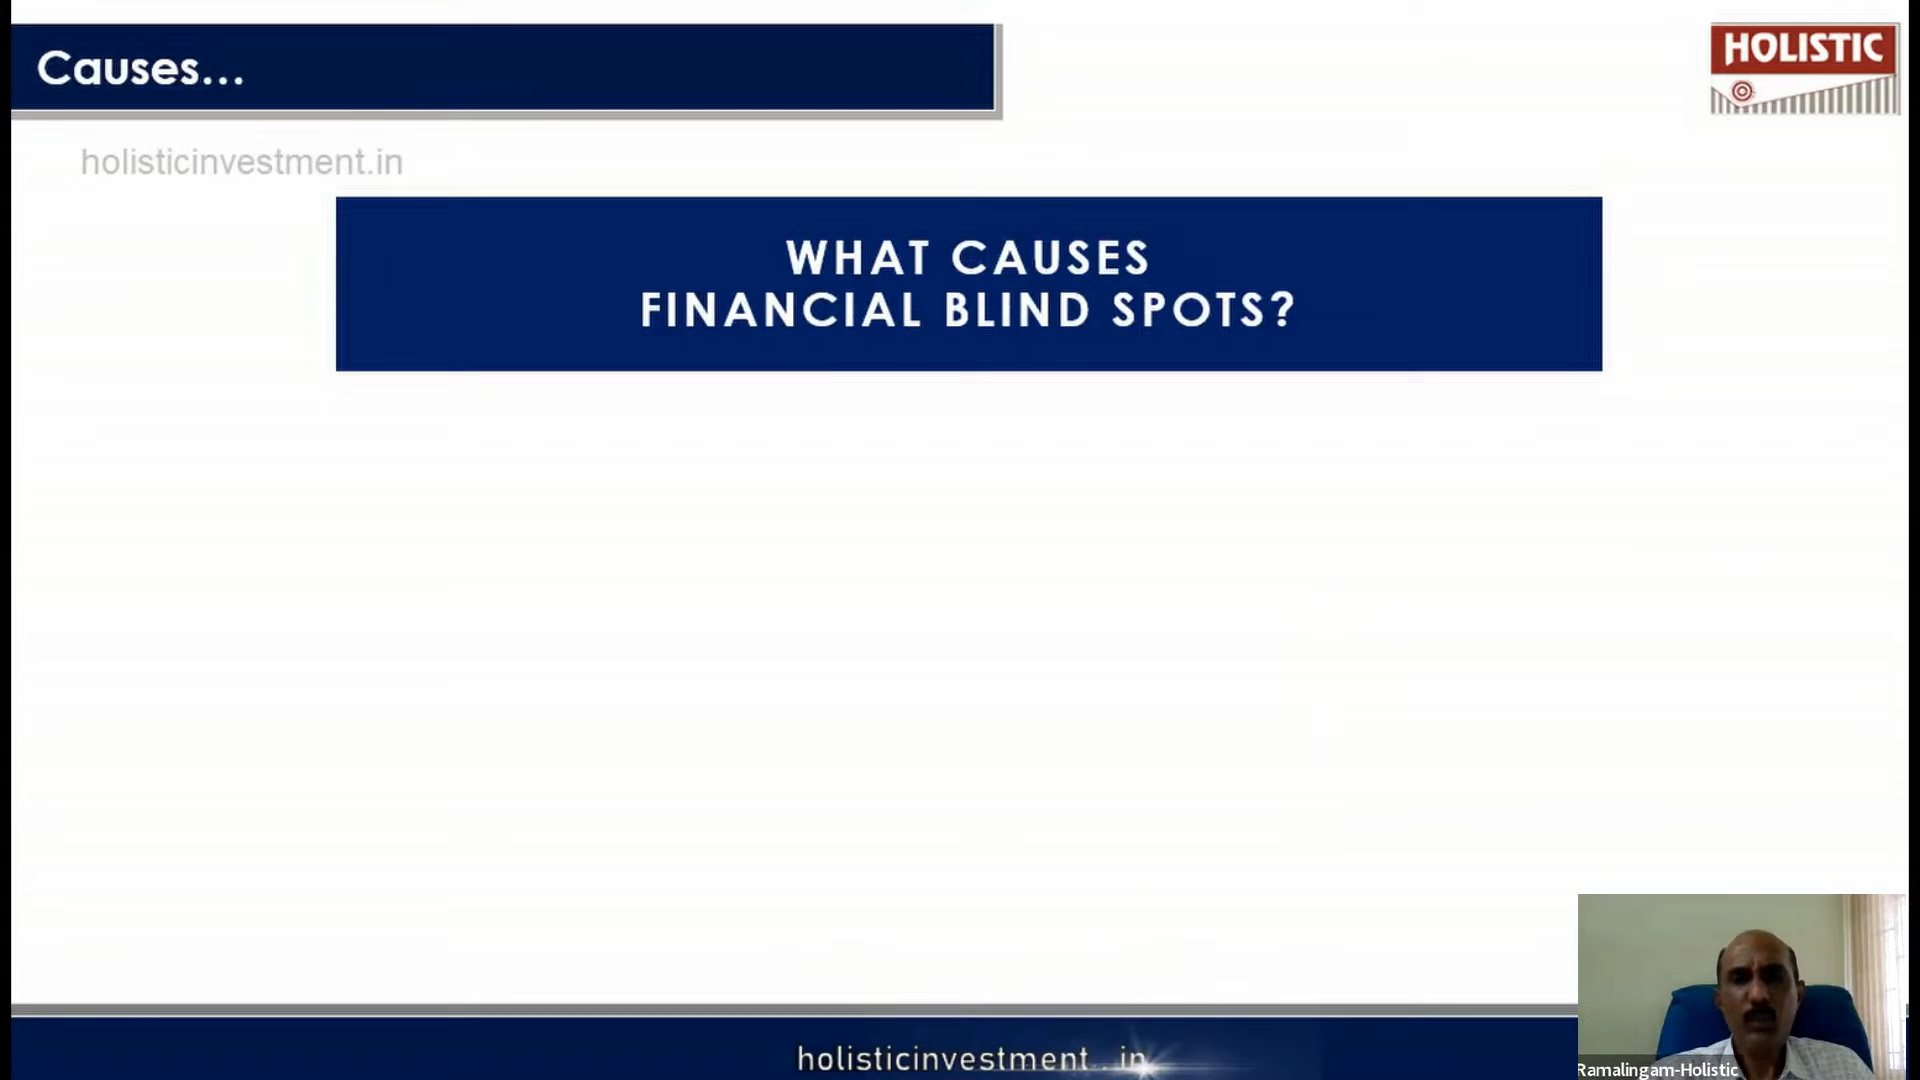 Causes...
HOLISTIC
holisticinvestment.in
WHAT CAUSES
FINANCIAL BLIND SPOTS?
holisticinvestment.in
Ramalingam-Holistic